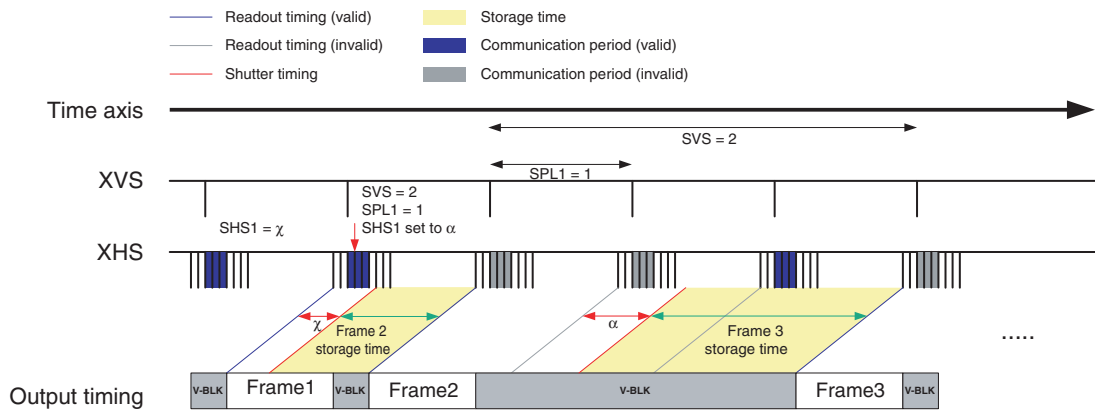 Readout timing (valid)
Storage time
Readout timing (invalid)
Communication period (valid)
Shutter timing
Communication period (invalid)
Time axis
SVS = 2
SPL1 = 1
XVS
SVS = 2
SPL1 = 1
SHS1 = χ
SHS1 set to α
XHS
χ
Frame 2
storage time
α
Frame 3
storage time
.....
Output timing
V-BLK
Frame1
V-BLK
Frame2
V-BLK
Frame3
V-BLK